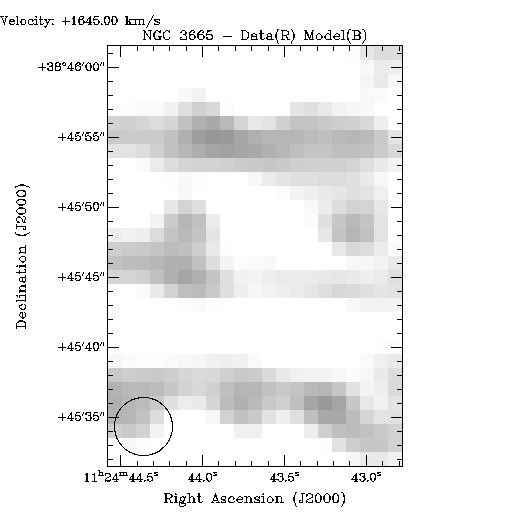 Velocity: +1645.00 km/s
NGC 3665 - Data(R) Model(B)
+38°46'00"
+45'55"
+45'50"
+45'45"
+45'40"
+45'35"
Declination (J2000)
11h24m44.5s 44.0s 43.5s 43.0s
Right Ascension (J2000)